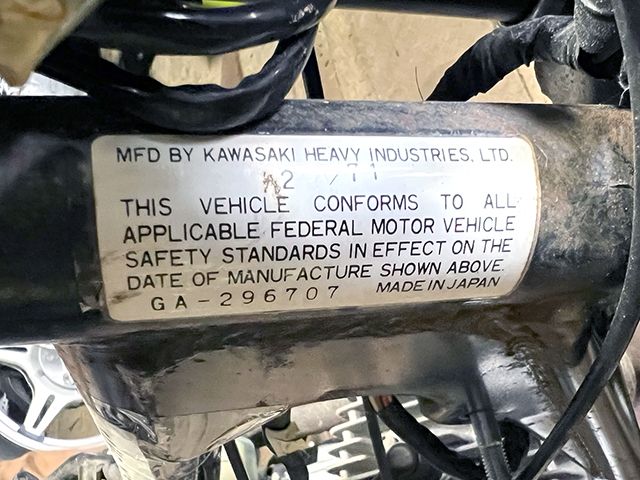 MFD BY KAWASAKI HEAVY INDUSTRIES, LTD.
12 / 71
THIS VEHICLE CONFORMS TO ALL
APPLICABLE FEDERAL MOTOR VEHICLE
SAFETY STANDARDS IN EFFECT ON THE
DATE OF MANUFACTURE SHOWN ABOVE.
GA-296707 MADE IN JAPAN